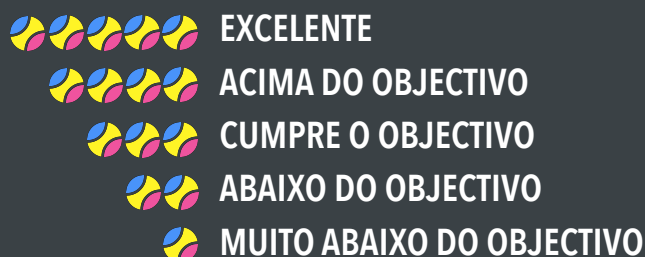 EXCELENTE
ACIMA DO OBJECTIVO
CUMPRE O OBJECTIVO
ABAIXO DO OBJECTIVO
MUITO ABAIXO DO OBJECTIVO